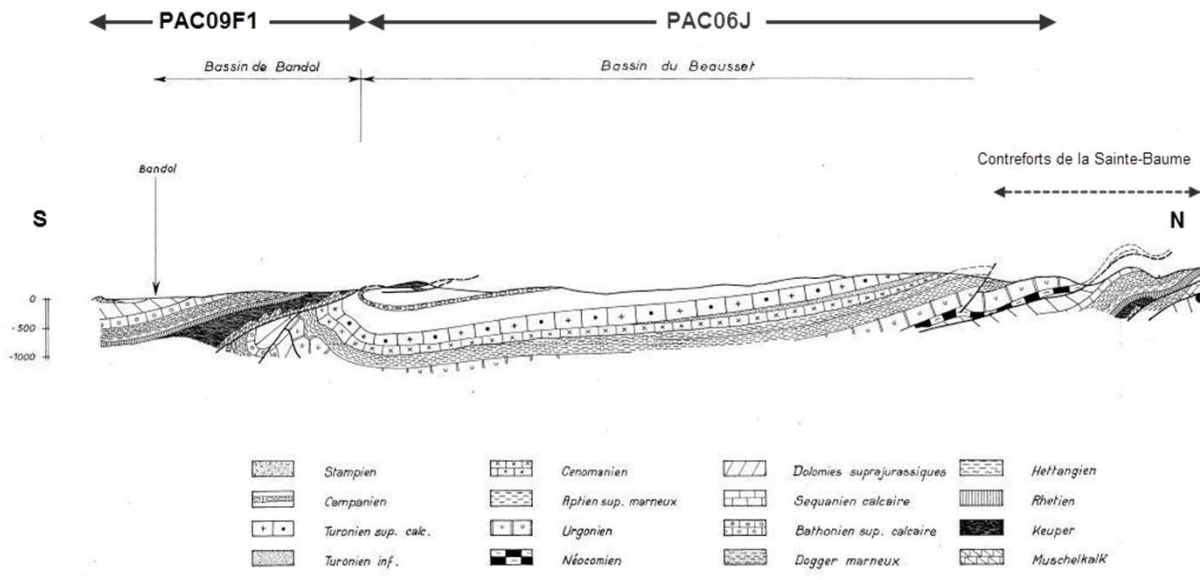 PAC09F1 PAC06J
Bassin de Bandol Bassin du Beausset
Bandol
Contreforts de la Sainte-Baume
S N
0
-500
-1000
Stampien Cenomanien Dolomies suprajurassiques Hettangien
Campanien Aptien sup. marneux Sequanien calcaire Rhetien
Turonien sup. calc. Urgonien Bathonien sup. calcaire Keuper
Turonien inf. Néocomien Dogger marneux Muschelkalk